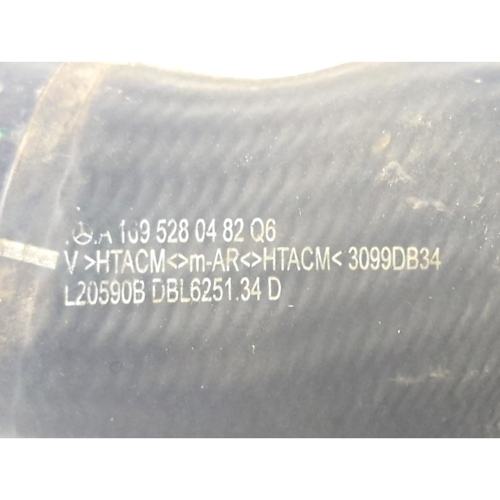 A 169 528 04 82 Q6
V >HTACM<>m-AR<>HTACM< 3099DB34
L20590B DBL6251.34 D